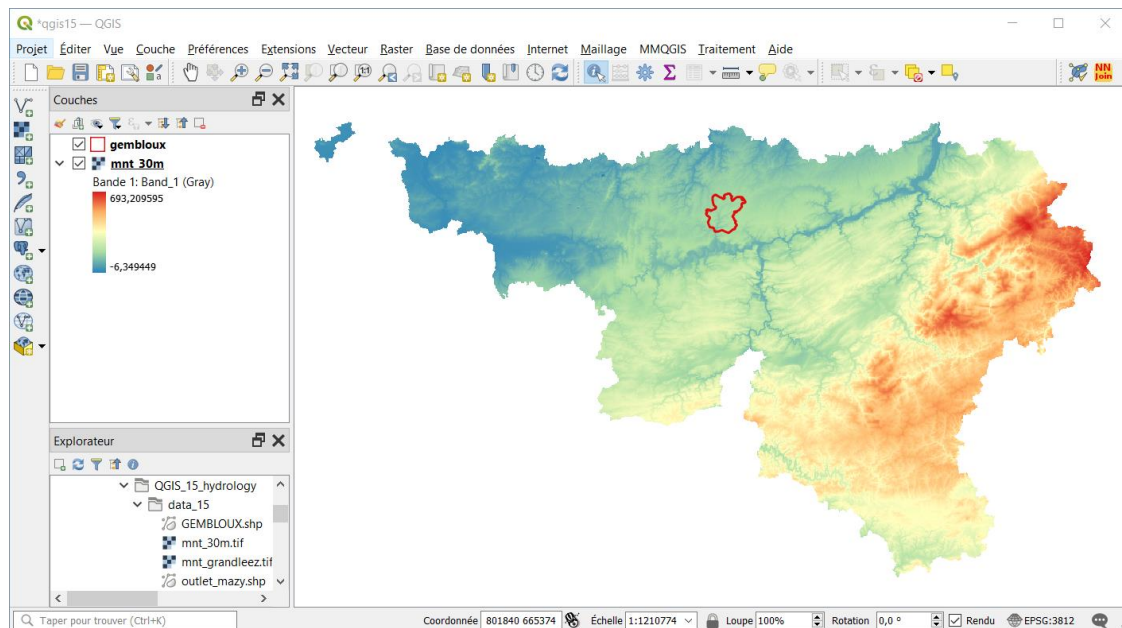 *qgis15 — QGIS
Projet Éditer Vue Couche Préférences Extensions Vecteur Raster Base de données Internet Maillage MMQGIS Traitement Aide
NN
Join
Couches
gembloux
mnt_30m
Bande 1: Band_1 (Gray)
693,209595
-6,349449
Explorateur
QGIS_15_hydrology
data_15
GEMBLOUX.shp
mnt_30m.tif
mnt_grandleez.tif
outlet_mazy.shp
Taper pour trouver (Ctrl+K) Coordonnée 801840 665374 Échelle 1:1210774 Loupe 100% Rotation 0,0 ° Rendu EPSG:3812